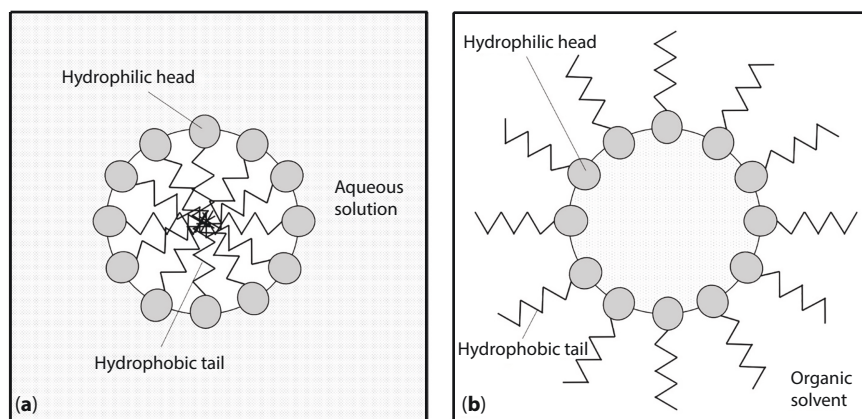 Hydrophilic head
Aqueous
solution
Hydrophobic tail
(a)
Hydrophilic head
Hydrophobic tail
Organic
solvent
(b)